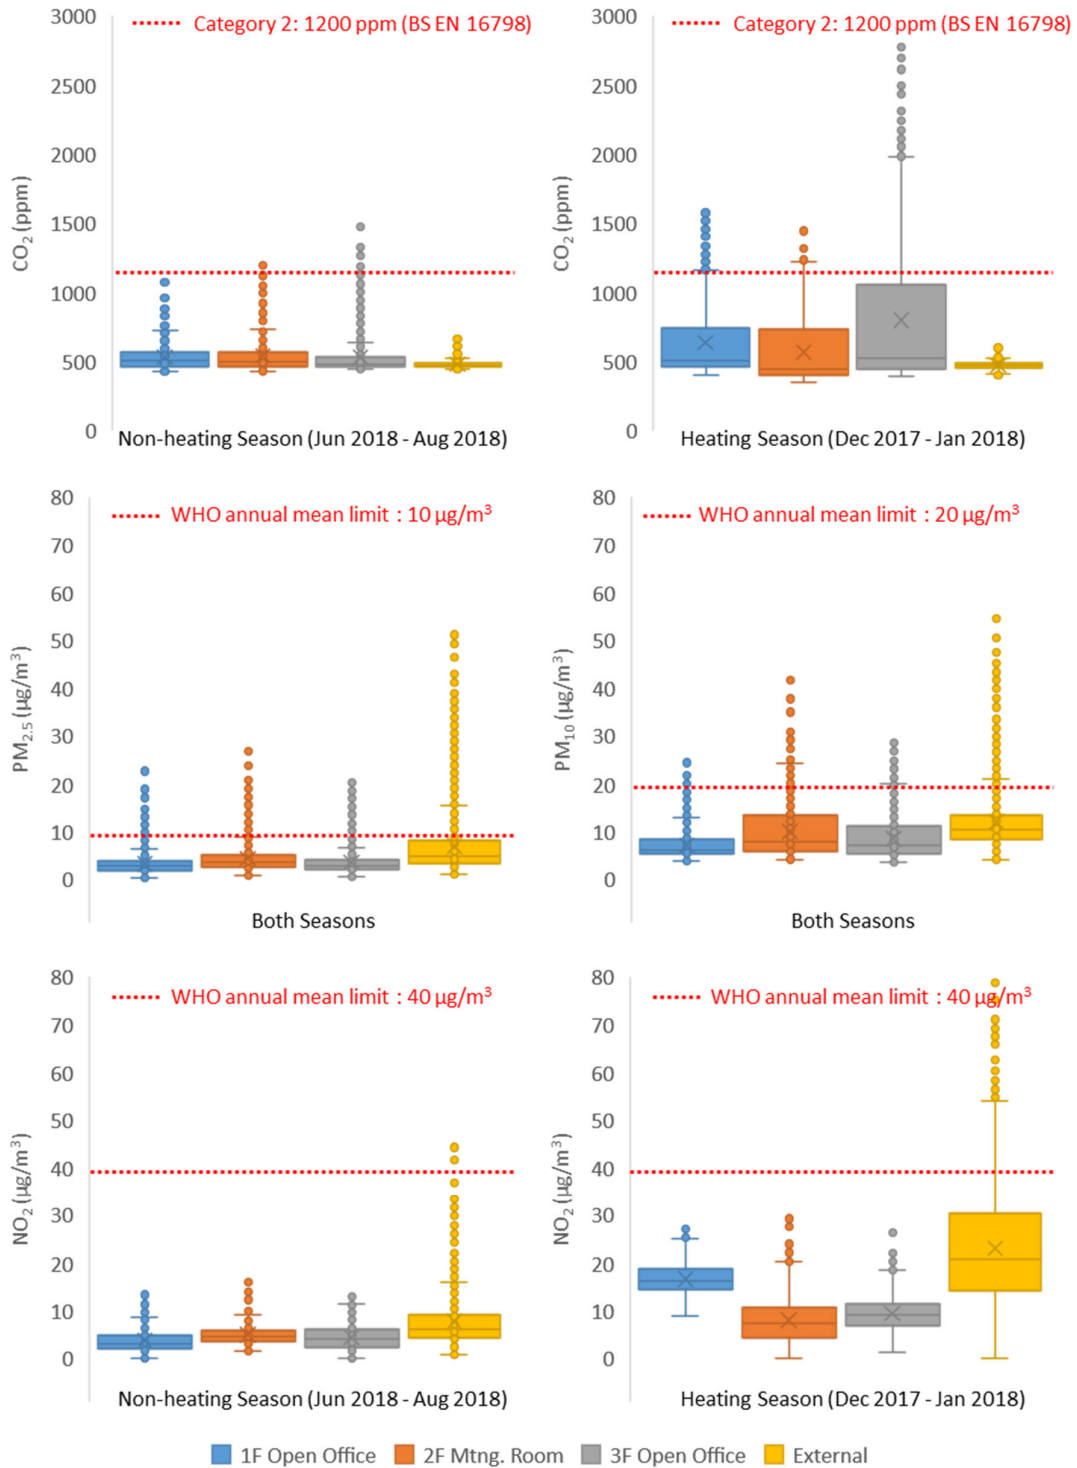 3000
Category 2: 1200 ppm (BS EN 16798)
2500
2000
1500
1000
500
0
CO2 (ppm)
Non-heating Season (Jun 2018 - Aug 2018)
3000
Category 2: 1200 ppm (BS EN 16798)
2500
2000
1500
1000
500
0
CO2 (ppm)
Heating Season (Dec 2017 - Jan 2018)
80
WHO annual mean limit : 10 µg/m3
70
60
50
40
30
20
10
0
PM2.5 (µg/m3)
Both Seasons
80
WHO annual mean limit : 20 µg/m3
70
60
50
40
30
20
10
0
PM10 (µg/m3)
Both Seasons
80
WHO annual mean limit : 40 µg/m3
70
60
50
40
30
20
10
0
NO2 (µg/m3)
Non-heating Season (Jun 2018 - Aug 2018)
80
WHO annual mean limit : 40 µg/m3
70
60
50
40
30
20
10
0
NO2 (µg/m3)
Heating Season (Dec 2017 - Jan 2018)
1F Open Office 2F Mtng. Room 3F Open Office External